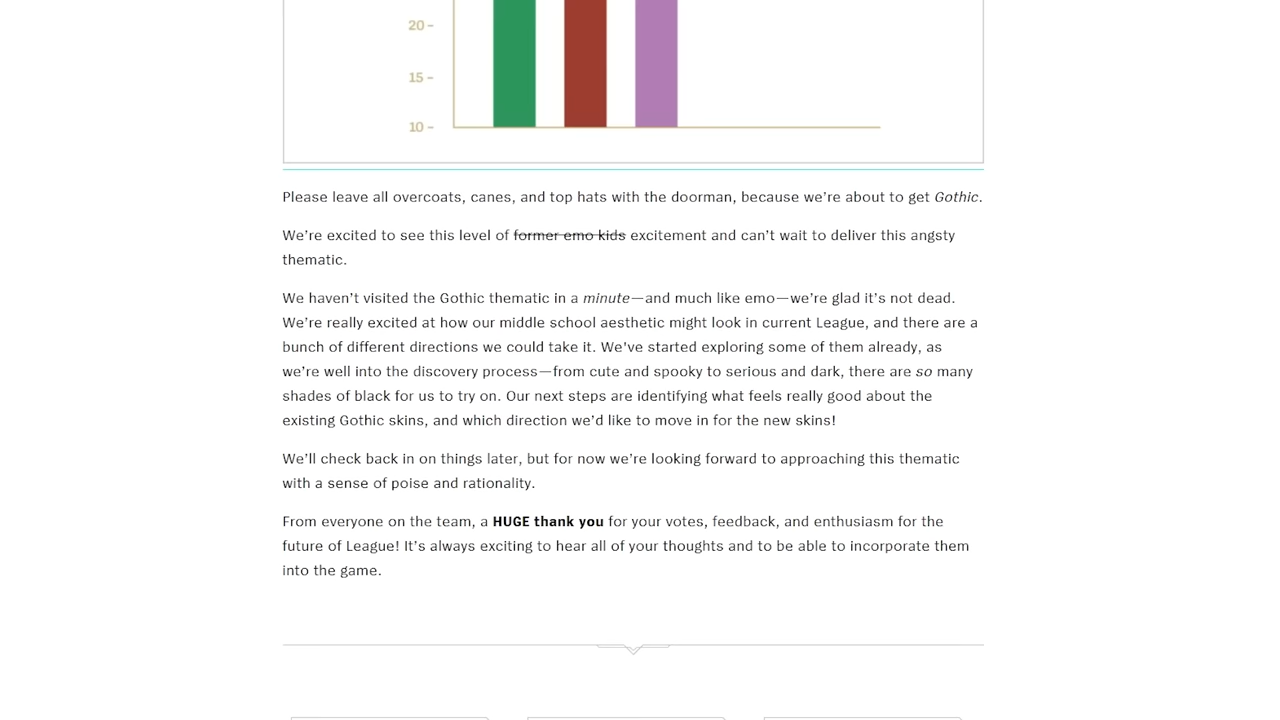 20 –
15 –
10 –
Please leave all overcoats, canes, and top hats with the doorman, because we’re about to get Gothic.
We’re excited to see this level of former emo kids excitement and can’t wait to deliver this angsty
thematic.
We haven’t visited the Gothic thematic in a minute—and much like emo—we’re glad it’s not dead.
We’re really excited at how our middle school aesthetic might look in current League, and there are a
bunch of different directions we could take it. We've started exploring some of them already, as
we’re well into the discovery process—from cute and spooky to serious and dark, there are so many
shades of black for us to try on. Our next steps are identifying what feels really good about the
existing Gothic skins, and which direction we’d like to move in for the new skins!
We’ll check back in on things later, but for now we’re looking forward to approaching this thematic
with a sense of poise and rationality.
From everyone on the team, a HUGE thank you for your votes, feedback, and enthusiasm for the
future of League! It’s always exciting to hear all of your thoughts and to be able to incorporate them
into the game.